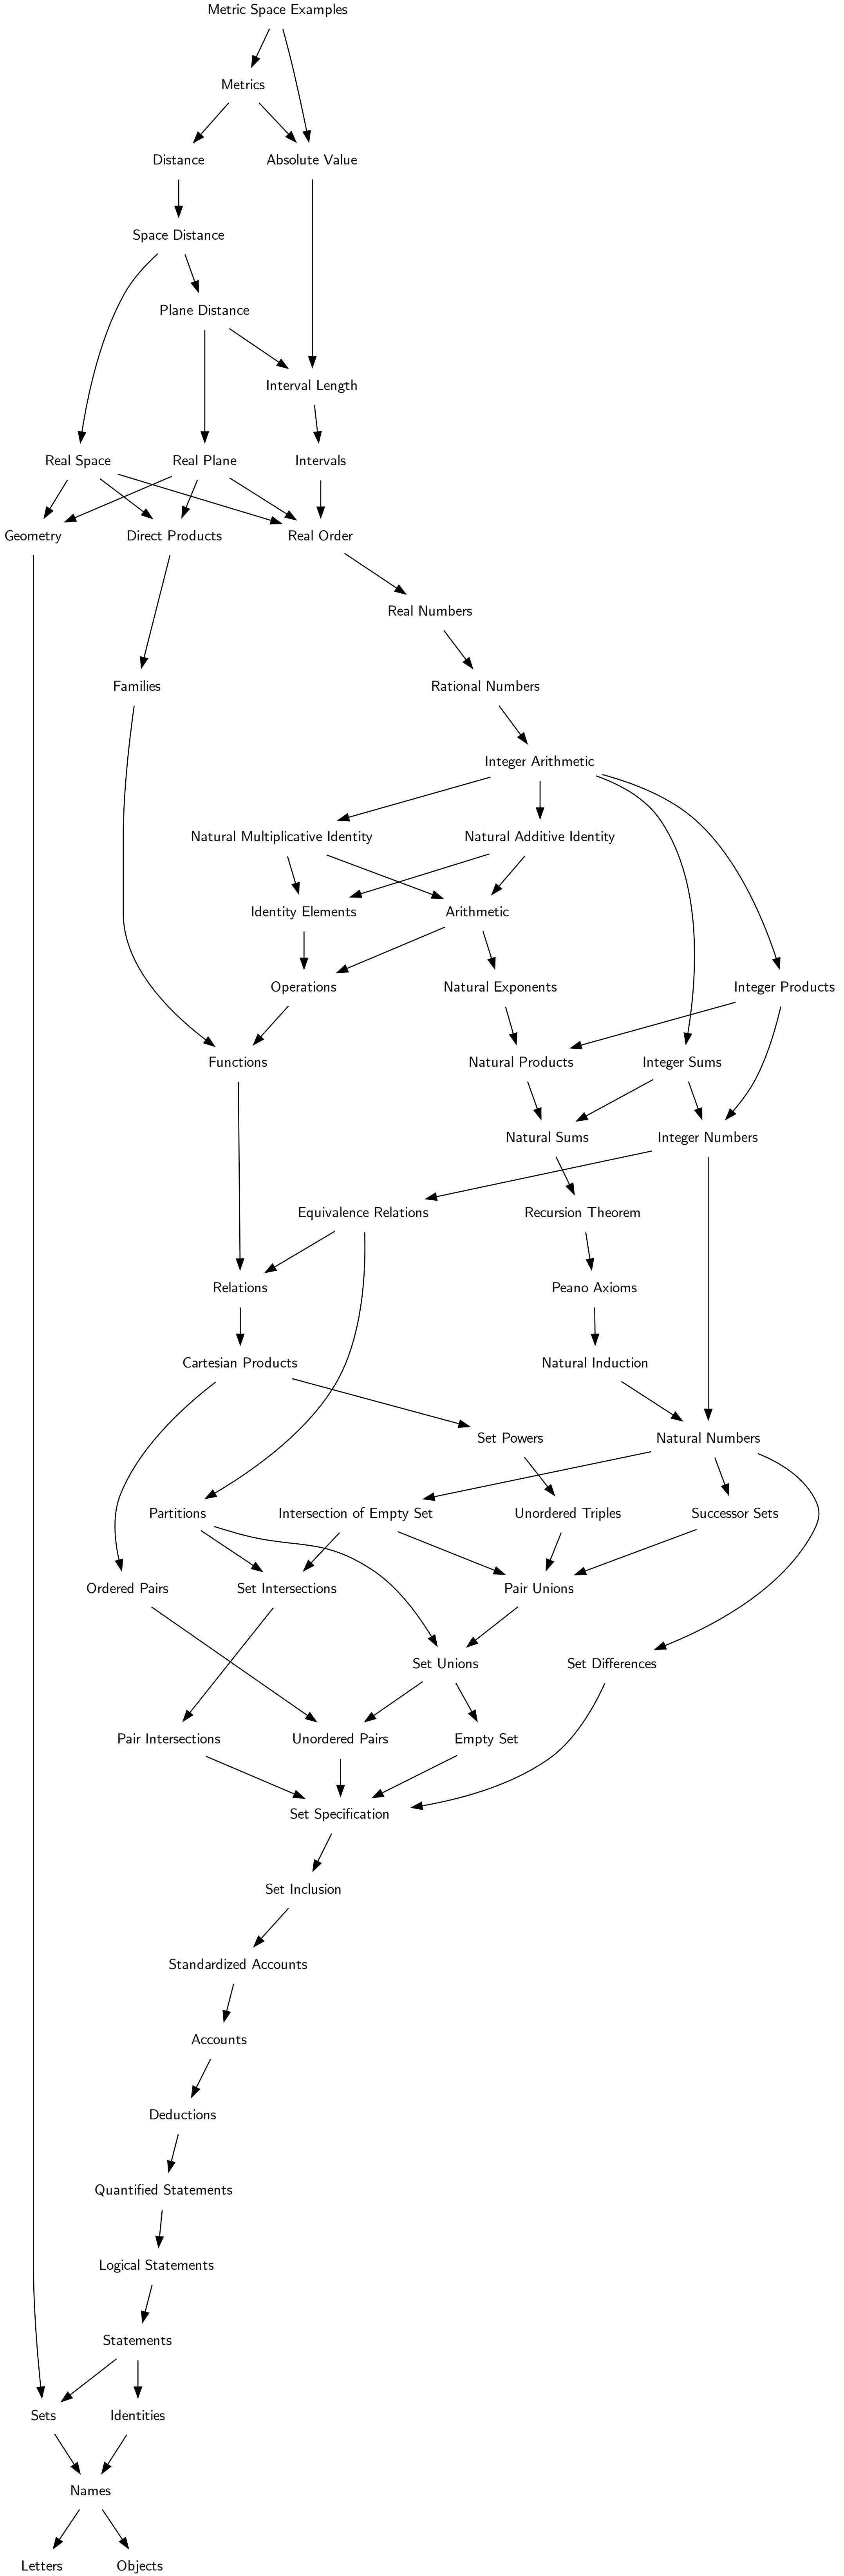 Metric Space Examples
Metrics
Distance
Absolute Value
Space Distance
Plane Distance
Interval Length
Real Space
Real Plane
Intervals
Geometry
Direct Products
Real Order
Real Numbers
Families
Rational Numbers
Integer Arithmetic
Natural Multiplicative Identity
Natural Additive Identity
Identity Elements
Arithmetic
Operations
Natural Exponents
Integer Products
Functions
Natural Products
Integer Sums
Natural Sums
Integer Numbers
Equivalence Relations
Recursion Theorem
Relations
Peano Axioms
Cartesian Products
Natural Induction
Set Powers
Natural Numbers
Partitions
Intersection of Empty Set
Unordered Triples
Successor Sets
Ordered Pairs
Set Intersections
Pair Unions
Set Unions
Set Differences
Pair Intersections
Unordered Pairs
Empty Set
Set Specification
Set Inclusion
Standardized Accounts
Accounts
Deductions
Quantified Statements
Logical Statements
Statements
Sets
Identities
Names
Letters
Objects